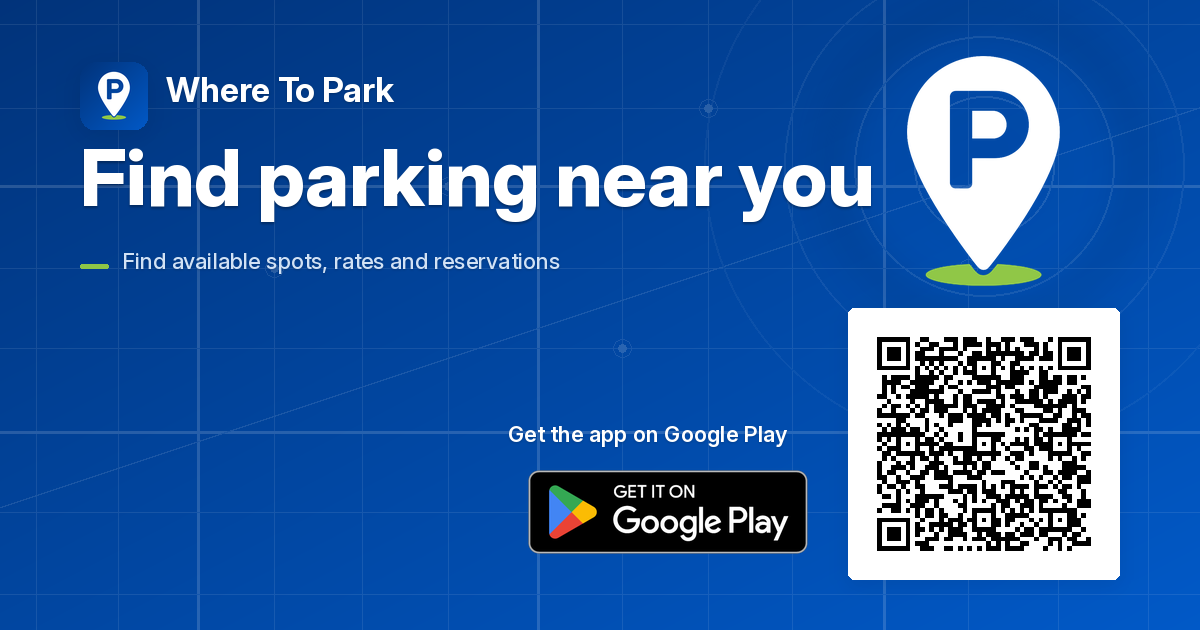 Where To Park
Find parking near you
Find available spots, rates and reservations
Get the app on Google Play
GET IT ON
Google Play